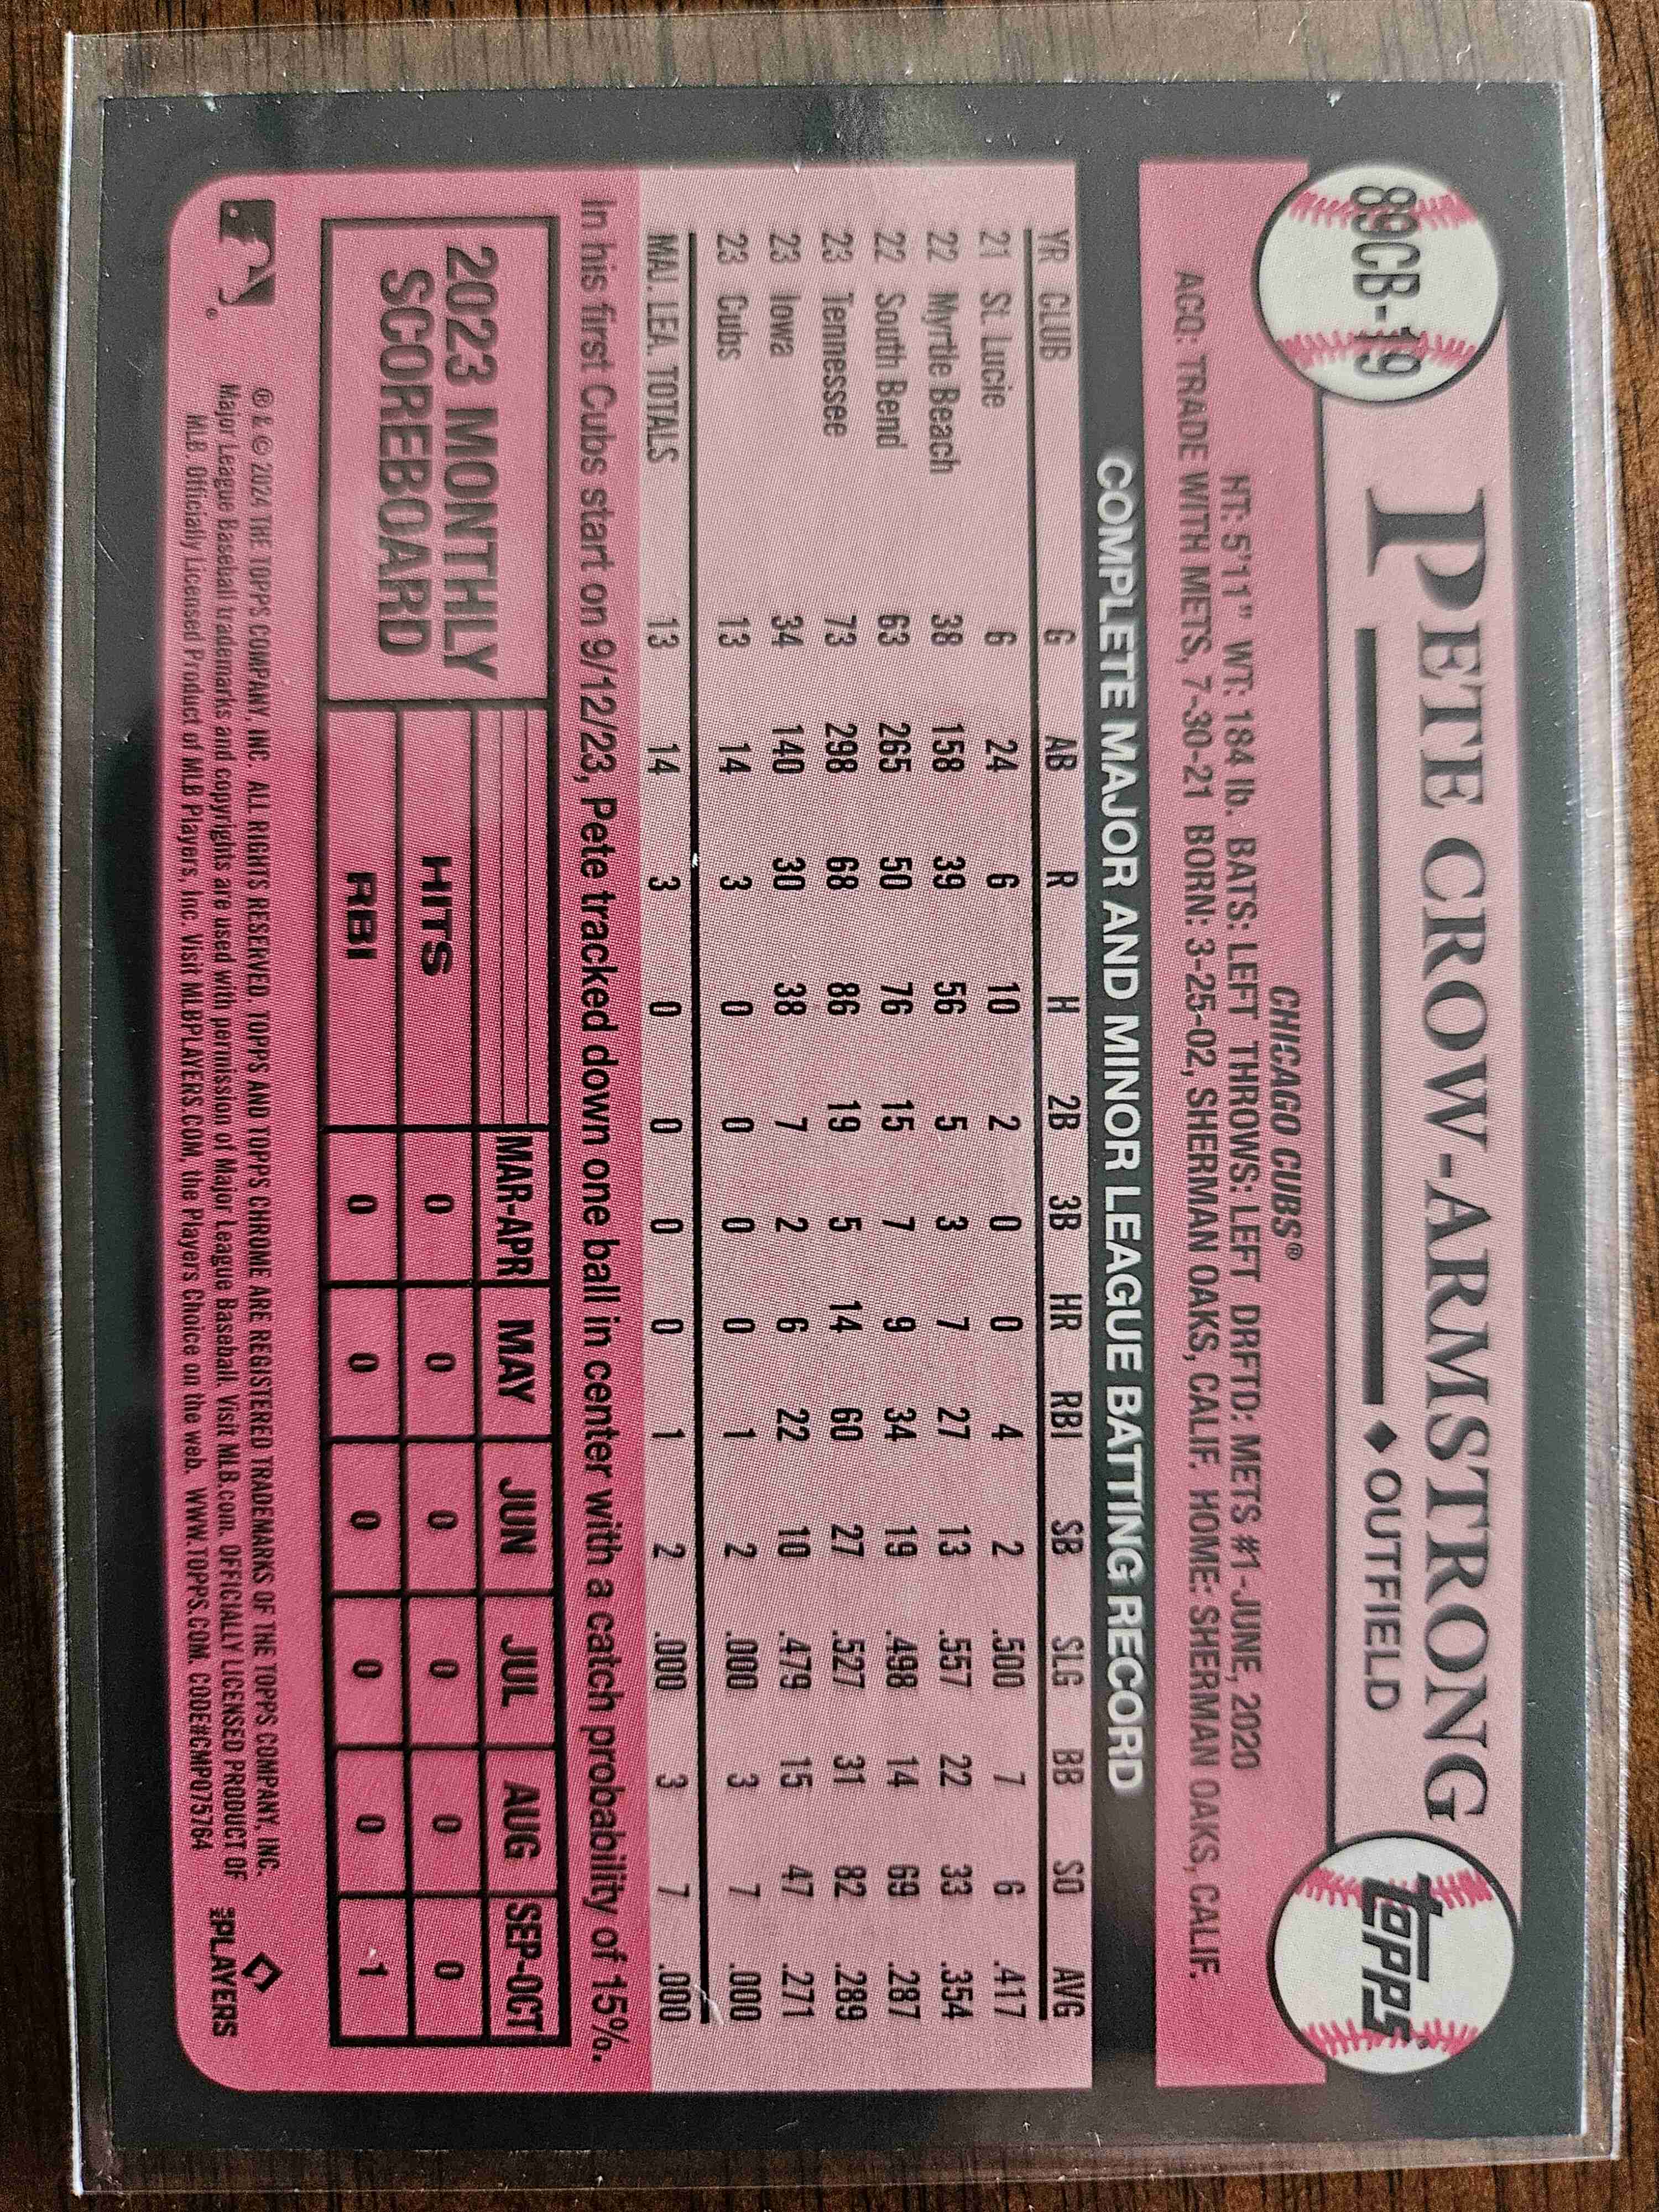 89CB-19
PETE CROW-ARMSTRONG
OUTFIELD
TOPPS
CHICAGO CUBS®
HT: 5'11" WT: 184 lb. BATS: LEFT THROWS: LEFT DRFTD: METS #1-JUNE, 2020
ACQ: TRADE WITH METS, 7-30-21 BORN: 3-25-02, SHERMAN OAKS, CALIF. HOME: SHERMAN OAKS, CALIF.
COMPLETE MAJOR AND MINOR LEAGUE BATTING RECORD
YR CLUB G AB R H 2B 3B HR RBI SB SLG BB SO AVG
21 St. Lucie 6 24 6 10 2 0 0 4 2 .500 7 6 .417
22 Myrtle Beach 38 158 39 56 5 3 7 27 13 .557 22 33 .354
22 South Bend 63 265 50 76 15 7 9 34 19 .498 14 69 .287
23 Tennessee 73 298 68 86 19 5 14 60 27 .527 31 82 .289
23 Iowa 34 140 30 38 7 2 6 22 10 .479 15 47 .271
23 Cubs 13 14 3 0 0 0 0 1 2 .000 3 7 .000
MAJ. LEA. TOTALS 13 14 3 0 0 0 0 1 2 .000 3 7 .000
In his first Cubs start on 9/12/23, Pete tracked down one ball in center with a catch probability of 15%.
2023 MONTHLY
SCOREBOARD
MAR-APR MAY JUN JUL AUG SEP-OCT
HITS 0 0 0 0 0 0
RBI 0 0 0 0 0 1
® & © 2024 THE TOPPS COMPANY, INC. ALL RIGHTS RESERVED. TOPPS AND TOPPS CHROME ARE REGISTERED TRADEMARKS OF THE TOPPS COMPANY, INC.
Major League Baseball trademarks and copyrights are used with permission of Major League Baseball. Visit MLB.com. OFFICIALLY LICENSED PRODUCT OF
MLB Officially Licensed Product of MLB Players, Inc. Visit MLBPLAYERS.COM, the Players Choice on the web. WWW.TOPPS.COM. CODE#CMP075764
PLAYERS